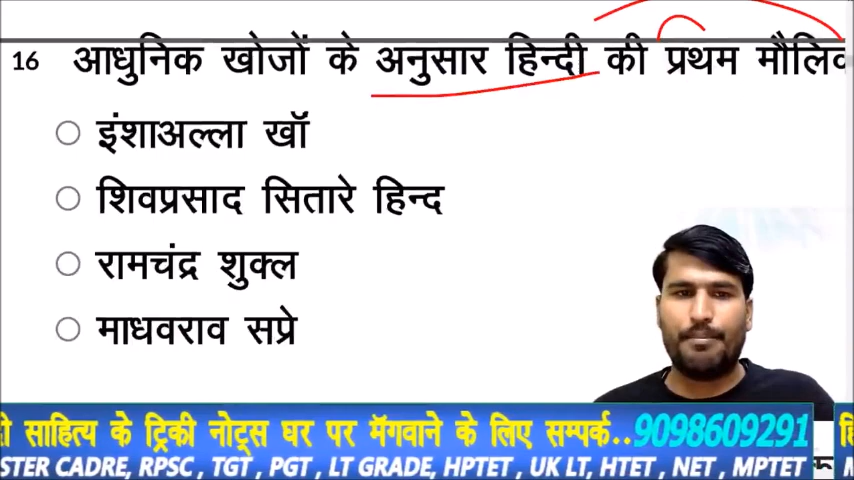 16 आधुनिक खोजों के अनुसार हिन्दी की प्रथम
इंशाअल्ला खॉ
शिवप्रसाद सितारे हिन्द
रामचंद्र शुक्ल
माधवराव सप्रे
साहित्य के ट्रिकी नोट्स घर पर मॅगवाने के लिए सम्पर्क..9098609291
STER CADRE, RPSC , TGT , PGT , LT GRADE, HPTET , UK LT, HTET , NET , MPTET